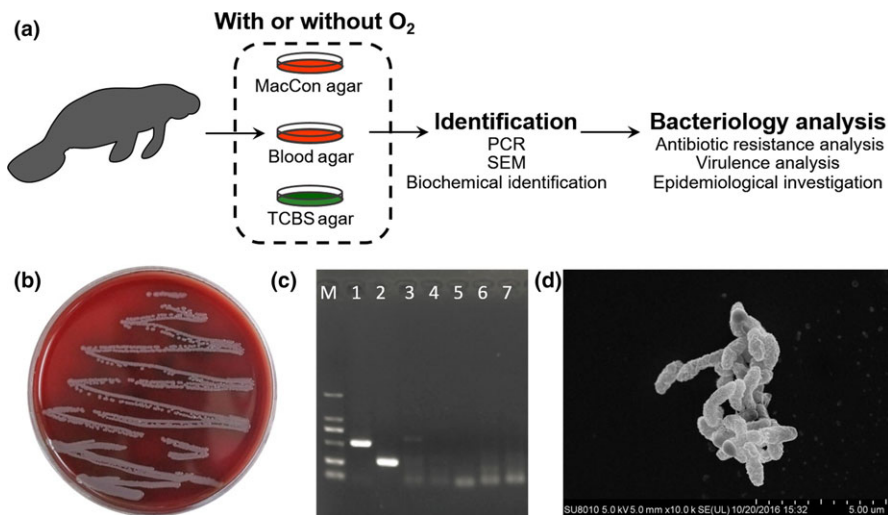 (a)
With or without O₂
MacCon agar
Blood agar
TCBS agar
Identification
PCR
SEM
Biochemical identification
Bacteriology analysis
Antibiotic resistance analysis
Virulence analysis
Epidemiological investigation
(b)
(c)
M 1 2 3 4 5 6 7
(d)
SU8010 5.0 kV 5.0 mm x10.0 k SE(UL) 10/20/2016 15:32 5.00 um